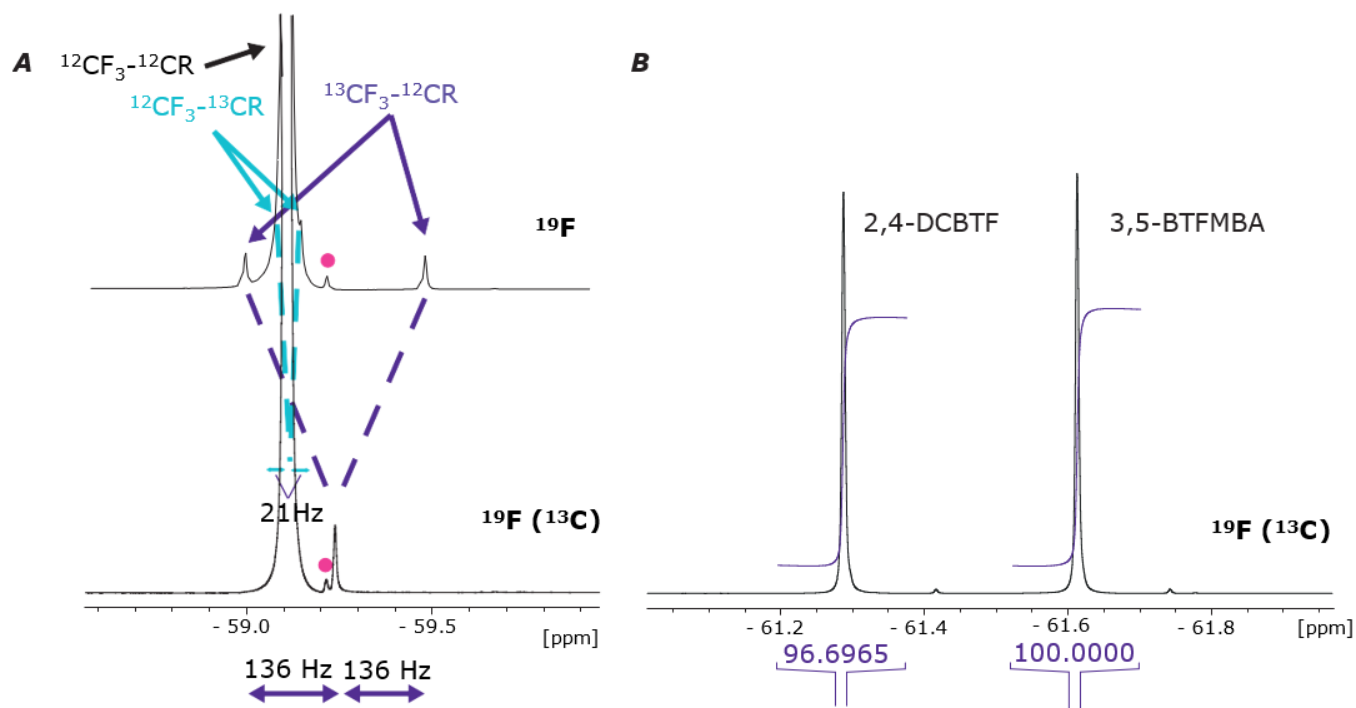 A
¹²CF₃-¹²CR
¹²CF₃-¹³CR
¹³CF₃-¹²CR
¹⁹F
21Hz
¹⁹F (¹³C)
- 59.0
- 59.5
[ppm]
136 Hz
136 Hz
B
2,4-DCBTF
3,5-BTFMBA
¹⁹F (¹³C)
- 61.2
- 61.4
- 61.6
- 61.8
[ppm]
96.6965
100.0000